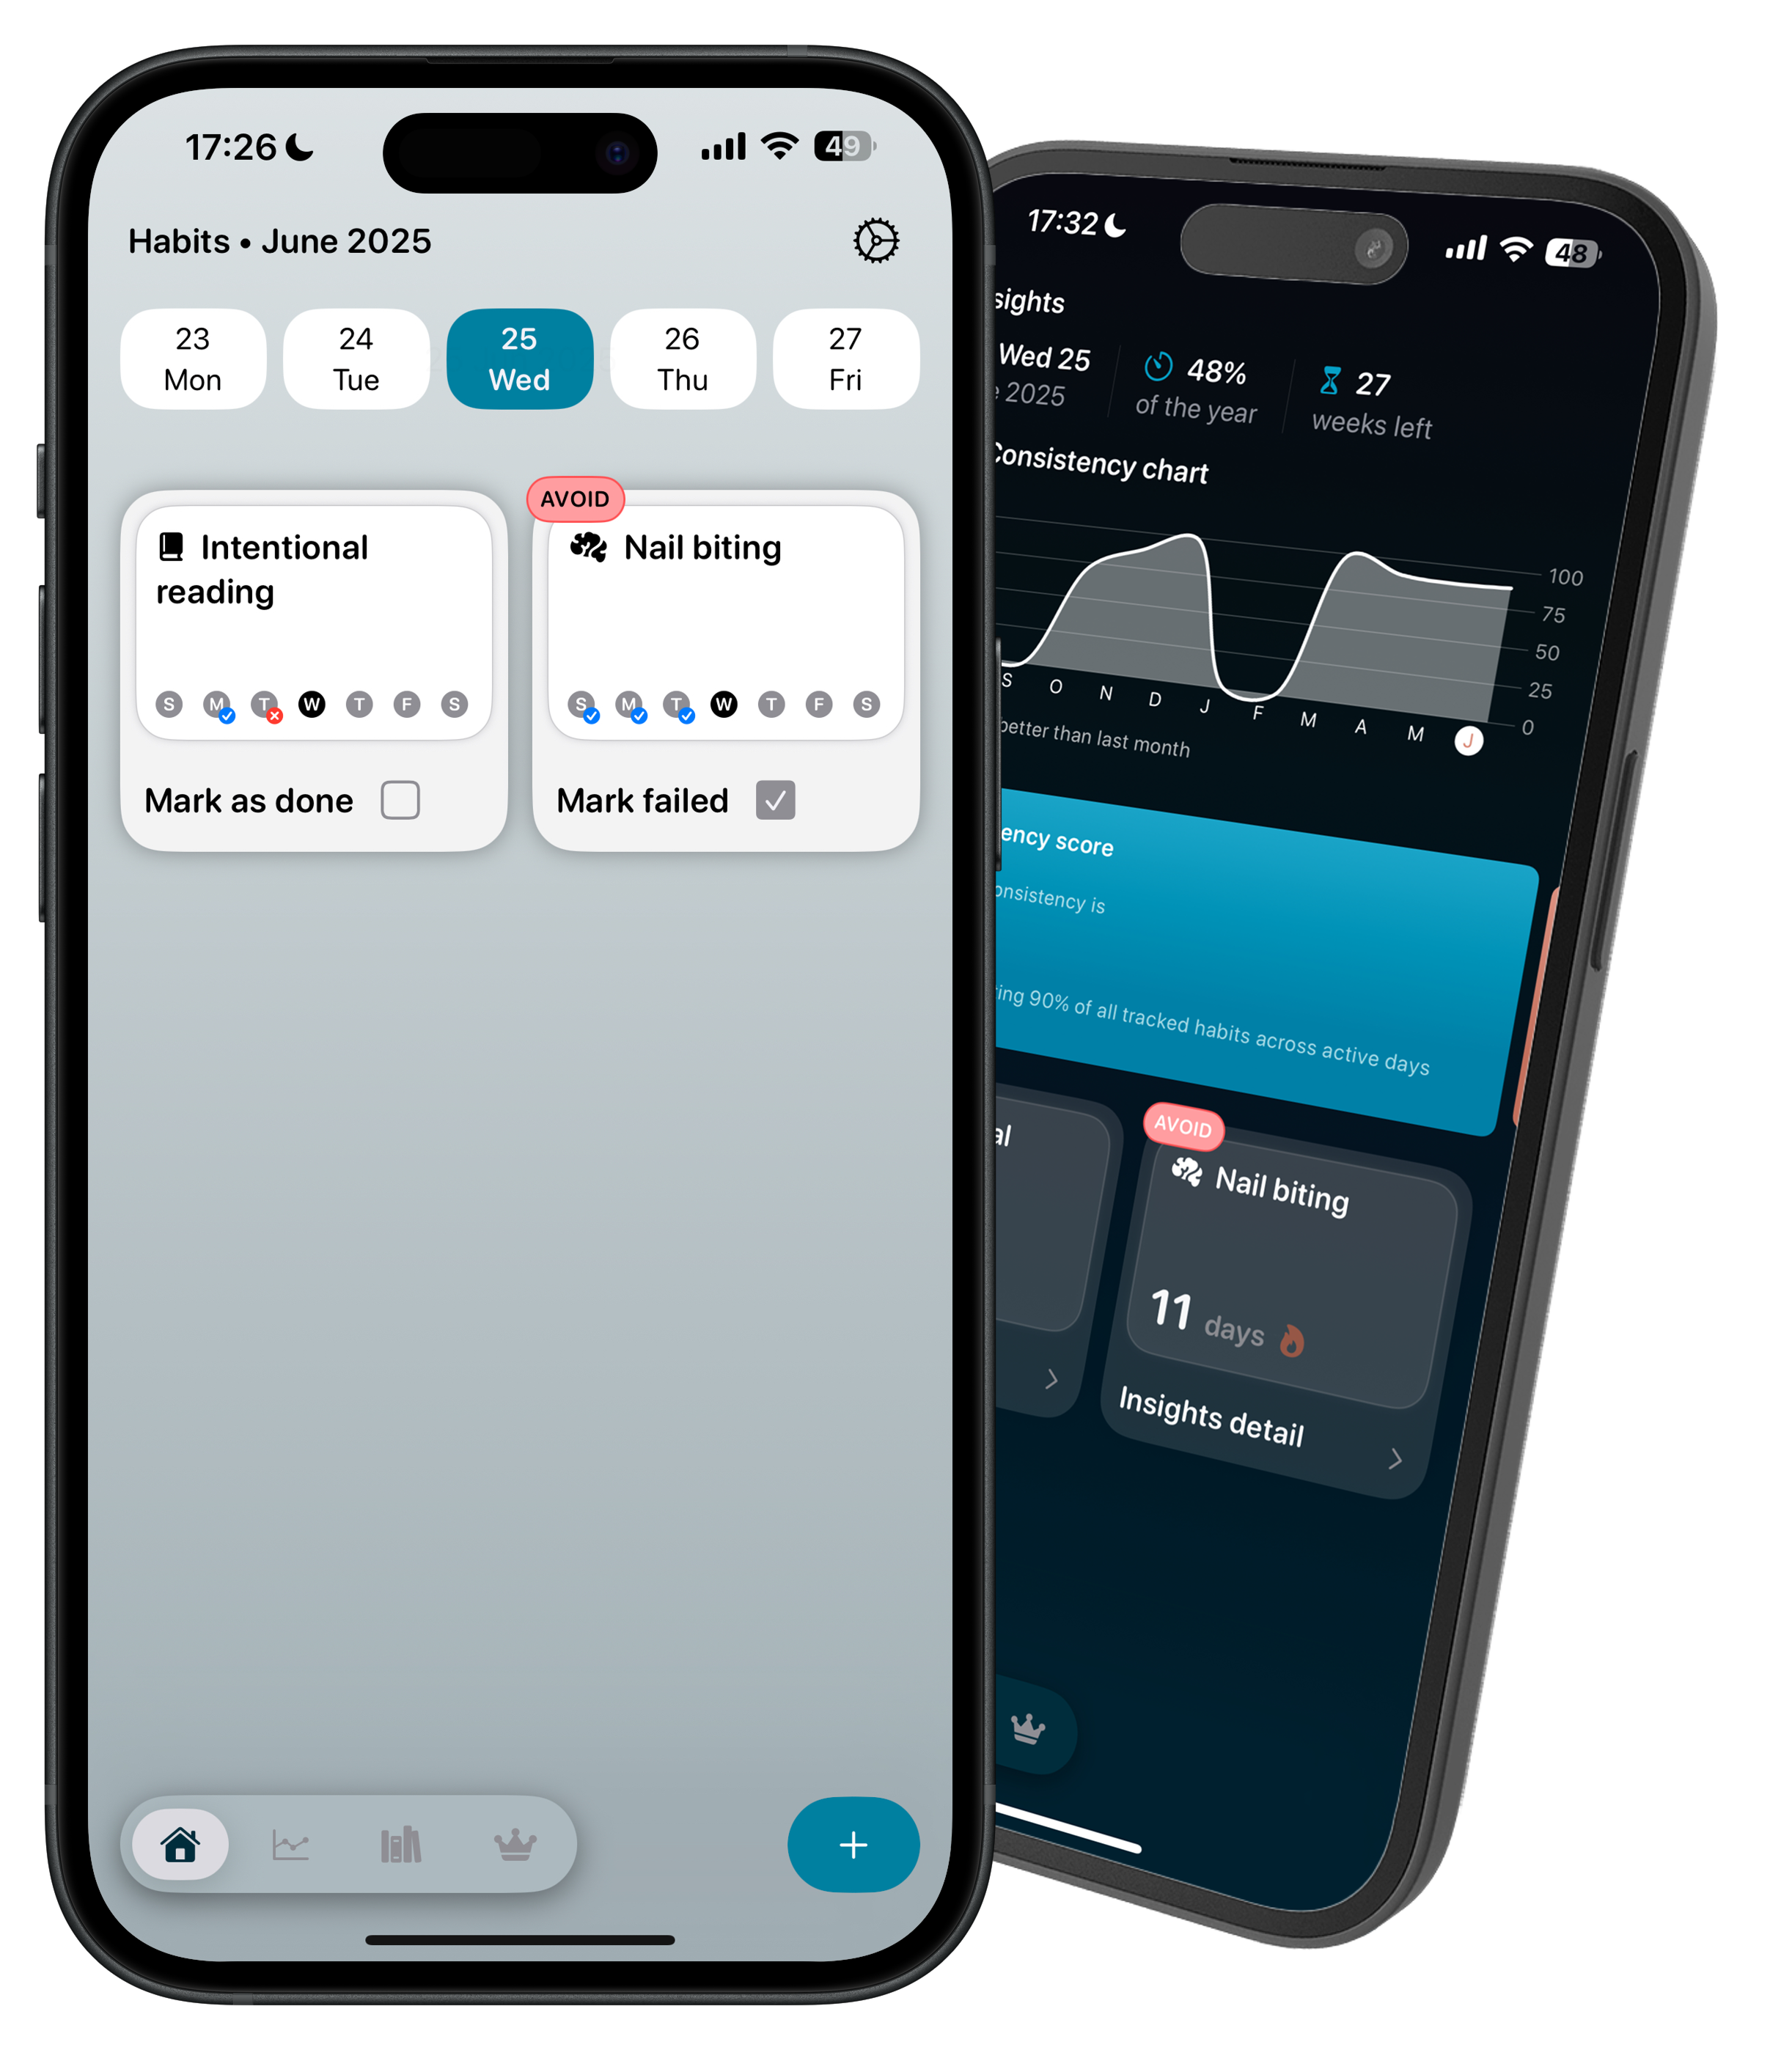 17:26
49
Habits • June 2025
23
Mon
24
Tue
25
Wed
26
Thu
27
Fri
Intentional
reading
S M T W T F S
Mark as done
AVOID
Nail biting
S M T W T F S
Mark failed
17:32
48
sights
Wed 25
2025
48%
of the year
27
weeks left
Consistency chart
100
75
50
25
0
S O N D J F M A M J
better than last month
ency score
onsistency is
ing 90% of all tracked habits across active days
al
AVOID
Nail biting
11 days
Insights detail